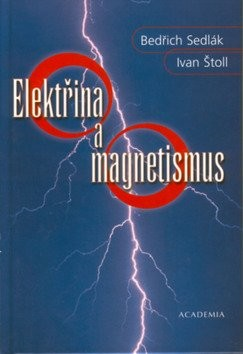 Bedřich Sedlák
Ivan Štoll
Elektřina
a
magnetismus
ACADEMIA